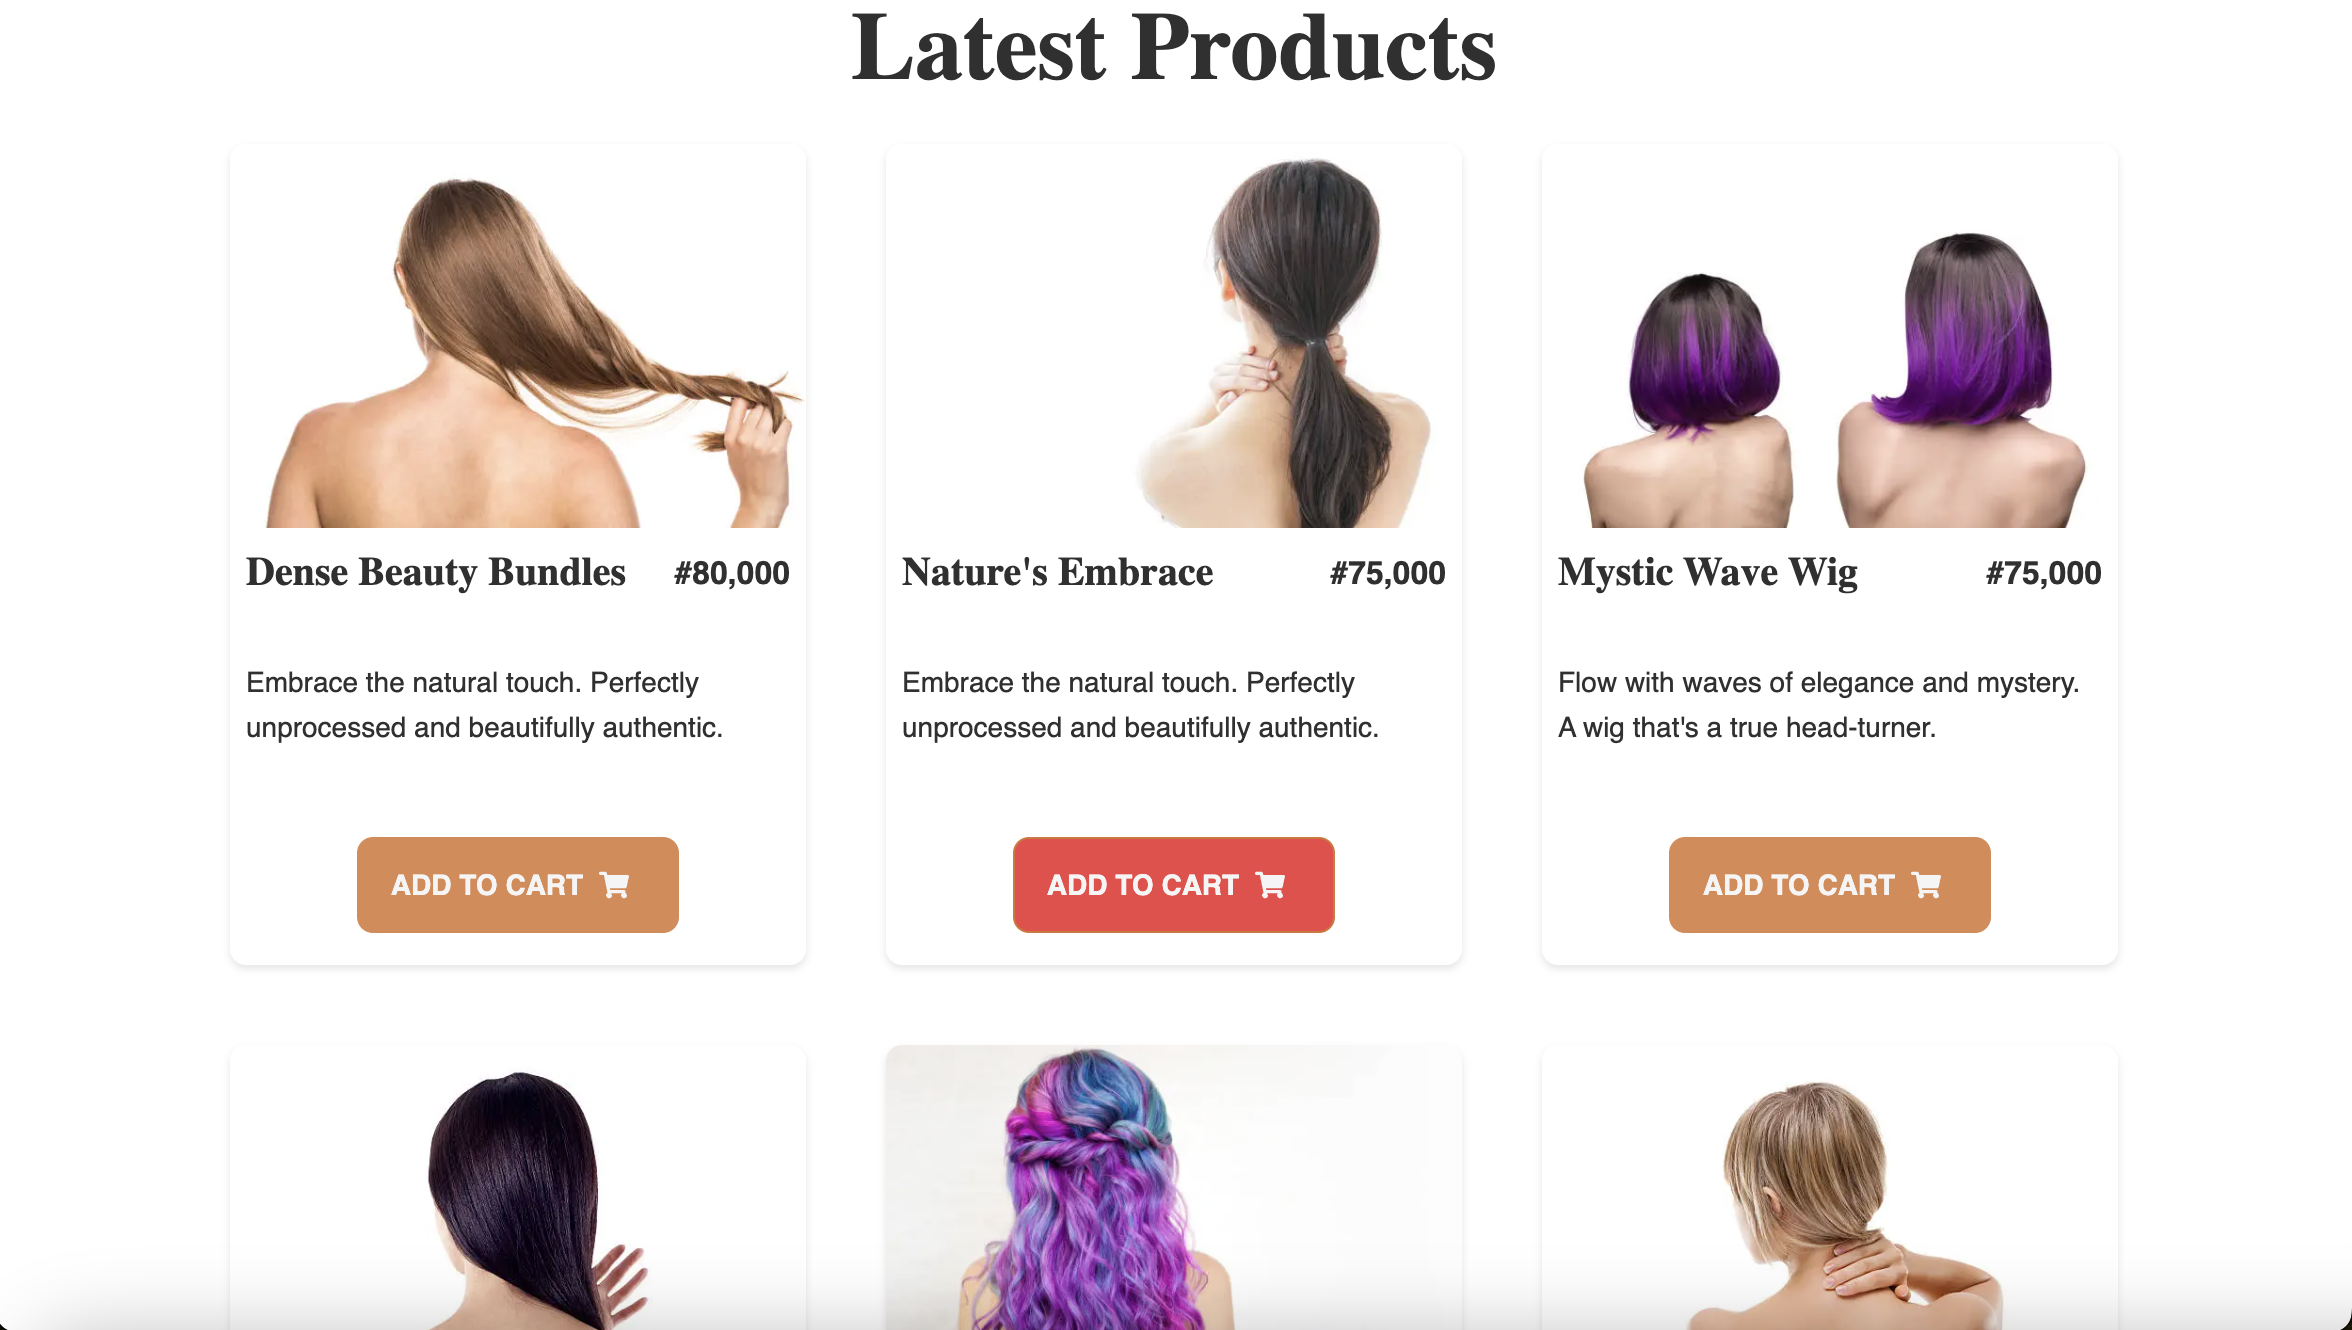 Latest Products
Dense Beauty Bundles #80,000
Embrace the natural touch. Perfectly
unprocessed and beautifully authentic.
ADD TO CART
Nature's Embrace #75,000
Embrace the natural touch. Perfectly
unprocessed and beautifully authentic.
ADD TO CART
Mystic Wave Wig #75,000
Flow with waves of elegance and mystery.
A wig that's a true head-turner.
ADD TO CART